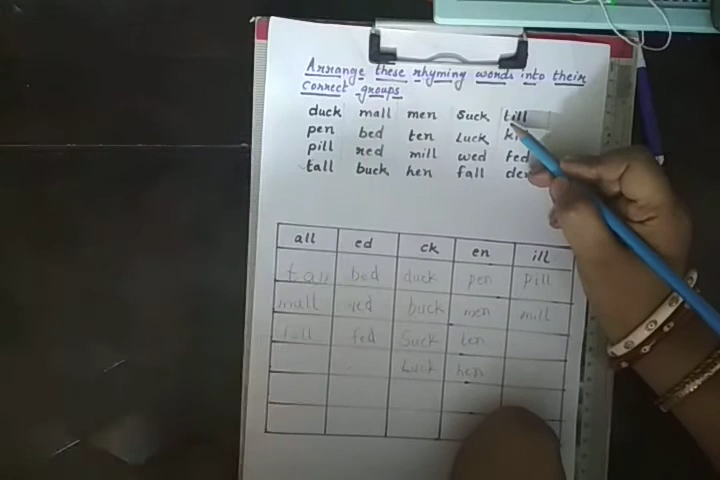 Arrange these rhyming words into their
correct groups
duck mall men Suck till
pen bed ten Luck
pill red mill wed Fed
tall buck hen fall
all ed ck en ill
tall bed duck pen pill
mall red buck men mill
fall fed Suck ten
Luck hen